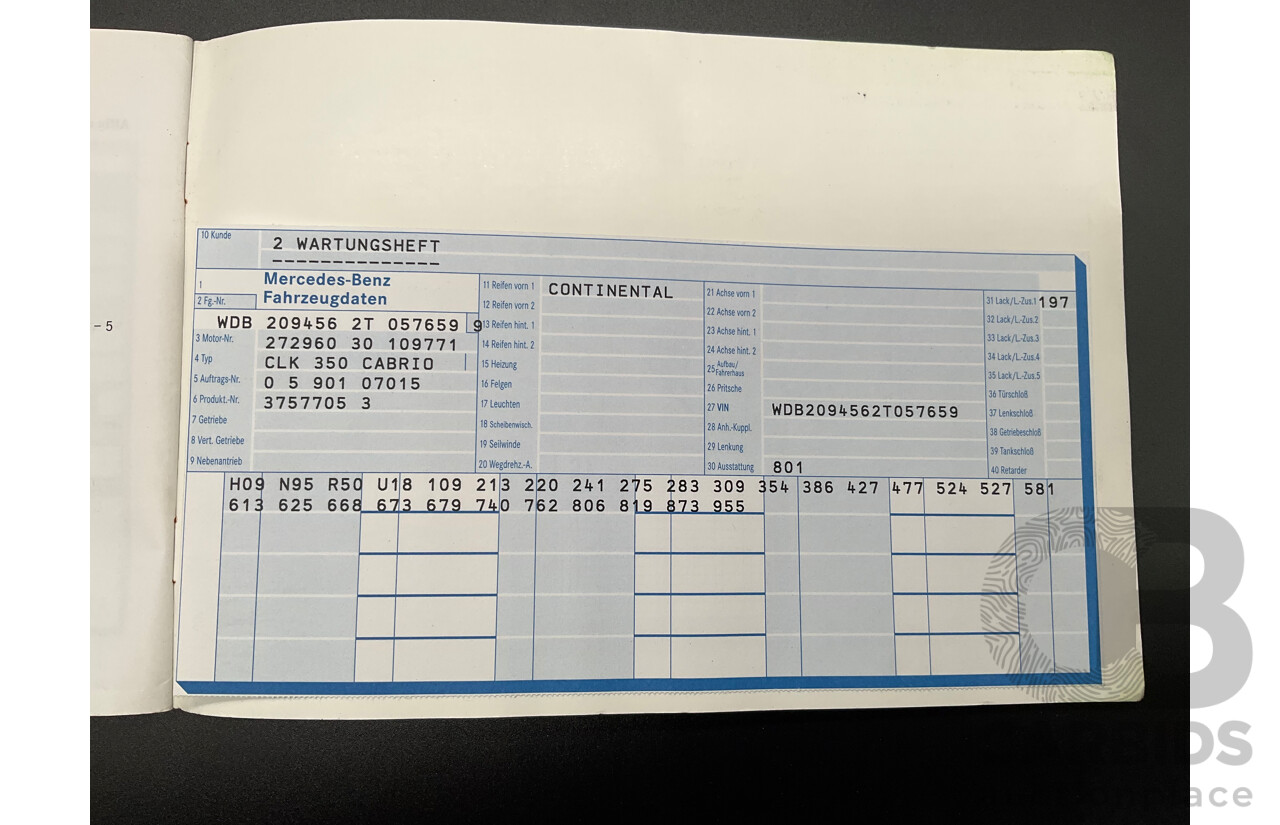 - 5
10 Kunde
2 WARTUNGSHEFT
--------------
1
Mercedes-Benz
Fahrzeugdaten
2 Fg.-Nr.
WDB 209456 2T 057659 9
3 Motor-Nr. 272960 30 109771
4 Typ CLK 350 CABRIO
5 Auftrags-Nr. 0 5 901 07015
6 Produkt.-Nr. 3757705 3
7 Getriebe
8 Vert. Getriebe
9 Nebenantrieb
11 Reifen vorn 1 CONTINENTAL
12 Reifen vorn 2
13 Reifen hint. 1
14 Reifen hint. 2
15 Heizung
16 Felgen
17 Leuchten
18 Scheibenwisch.
19 Seilwinde
20 Wegdrehz.-A.
21 Achse vorn 1
22 Achse vorn 2
23 Achse hint. 1
24 Achse hint. 2
25 Aufbau/
Fahrerhaus
26 Pritsche
27 VIN WDB2094562T057659
28 Anh.-Kuppl.
29 Lenkung
30 Ausstattung 801
31 Lack/L.-Zus.1 197
32 Lack/L.-Zus.2
33 Lack/L.-Zus.3
34 Lack/L.-Zus.4
35 Lack/L.-Zus.5
36 Türschloß
37 Lenkschloß
38 Getriebeschloß
39 Tankschloß
40 Retarder
H09 N95 R50 U18 109 213 220 241 275 283 309 354 386 427 477 524 527 581
613 625 668 673 679 740 762 806 819 873 955